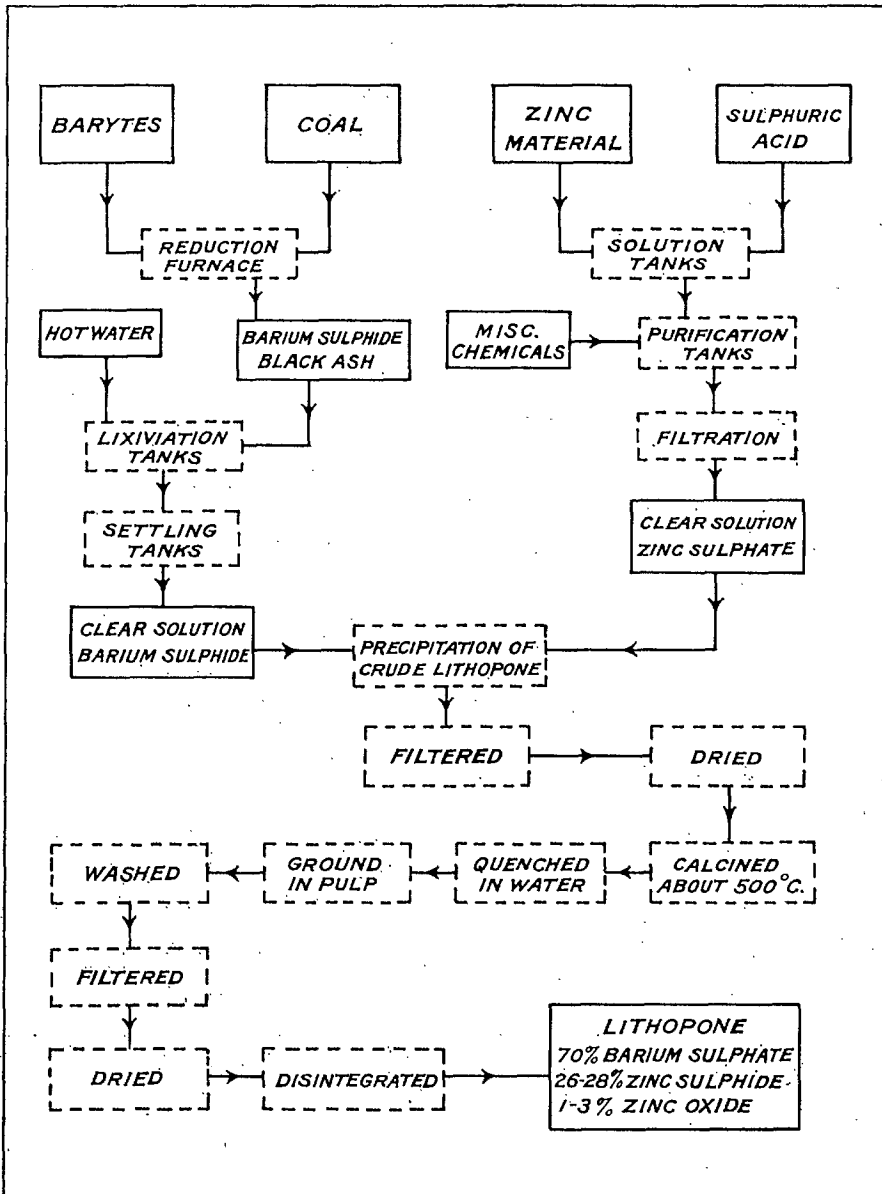 BARYTES
COAL
ZINC
MATERIAL
SULPHURIC
ACID
REDUCTION
FURNACE
SOLUTION
TANKS
HOT WATER
BARIUM SULPHIDE
BLACK ASH
MISC.
CHEMICALS
PURIFICATION
TANKS
LIXIVIATION
TANKS
FILTRATION
SETTLING
TANKS
CLEAR SOLUTION
ZINC SULPHATE
CLEAR SOLUTION
BARIUM SULPHIDE
PRECIPITATION OF
CRUDE LITHOPONE
FILTERED
DRIED
WASHED
GROUND
IN PULP
QUENCHED
IN WATER
CALCINED
ABOUT 500°C.
FILTERED
DRIED
DISINTEGRATED
LITHOPONE
70% BARIUM SULPHATE
26-28% ZINC SULPHIDE
1-3% ZINC OXIDE